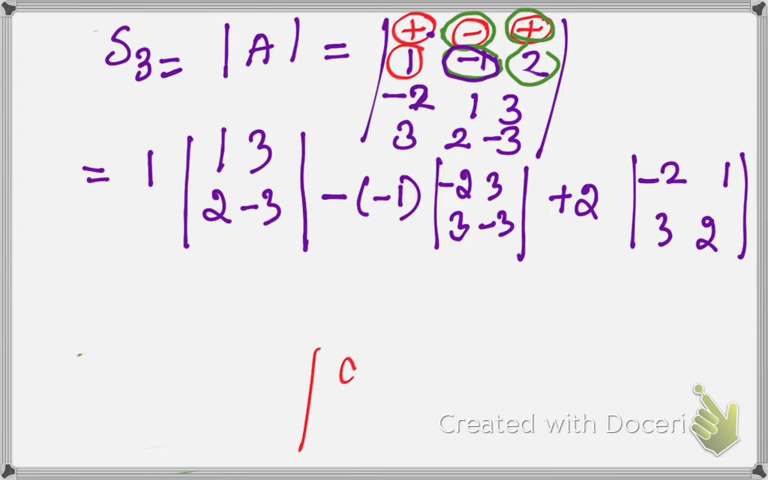 + - +
S3 = |A| = | 1 -1 2 |
-2 1 3
3 2 -3
= 1 | 1 3 | - (-1) | -2 3 | + 2 | -2 1 |
2 -3 3 -3 3 2
Created with Doceri